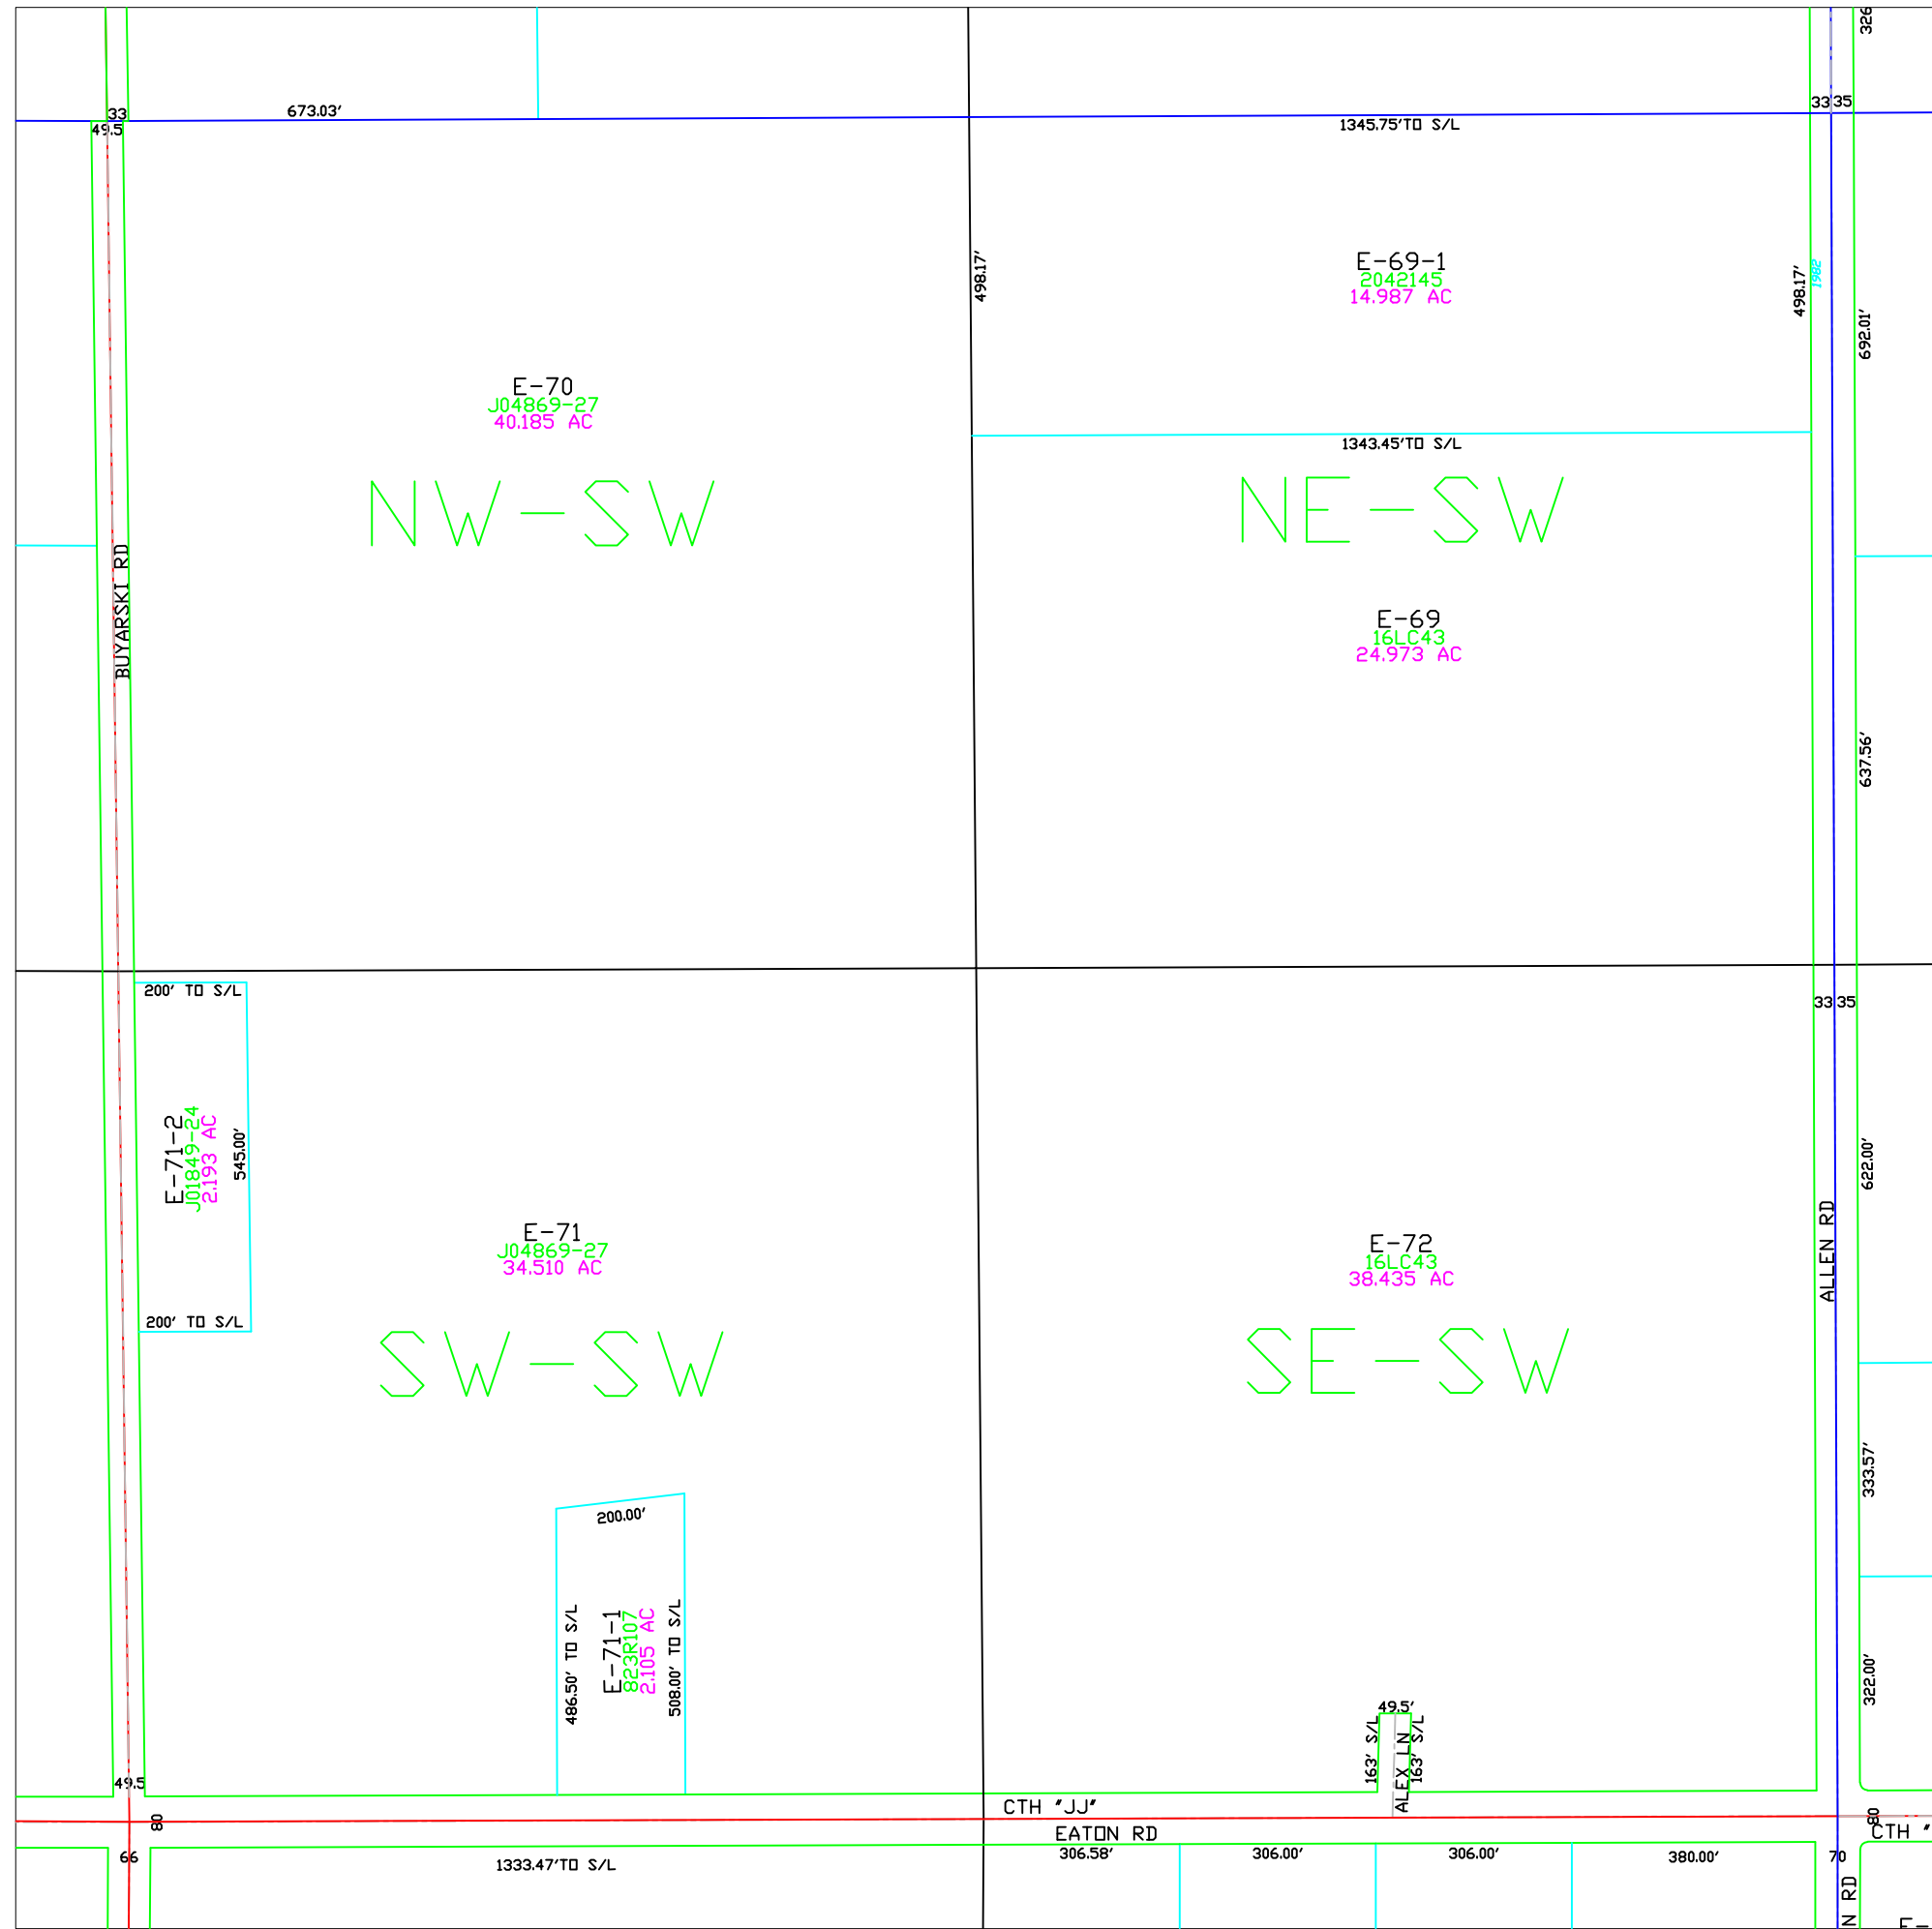 326
33
673.03'
33 35
49.5
1345.75'TO S/L
498.17'
E-69-1
2042145
14.987 AC
498.17'
1982
692.01'
E-70
J04869-27
40.185 AC
1343.45'TO S/L
NW-SW
NE-SW
BUYARSKI RD
E-69
16LC43
24.973 AC
637.56'
200' TO S/L
33 35
E-71-2
J01849-24
2.193 AC
545.00'
622.00'
ALLEN RD
E-71
J04869-27
34.510 AC
E-72
16LC43
38.435 AC
200' TO S/L
SW-SW
SE-SW
333.57'
200.00'
486.50' TO S/L
E-71-1
823R107
2.105 AC
508.00' TO S/L
322.00'
49.5'
163' S/L
ALEX LN
163' S/L
49.5
80
CTH "JJ"
80
EATON RD
CTH "
66
1333.47'TO S/L
306.58'
306.00'
306.00'
380.00'
70
N RD
E-